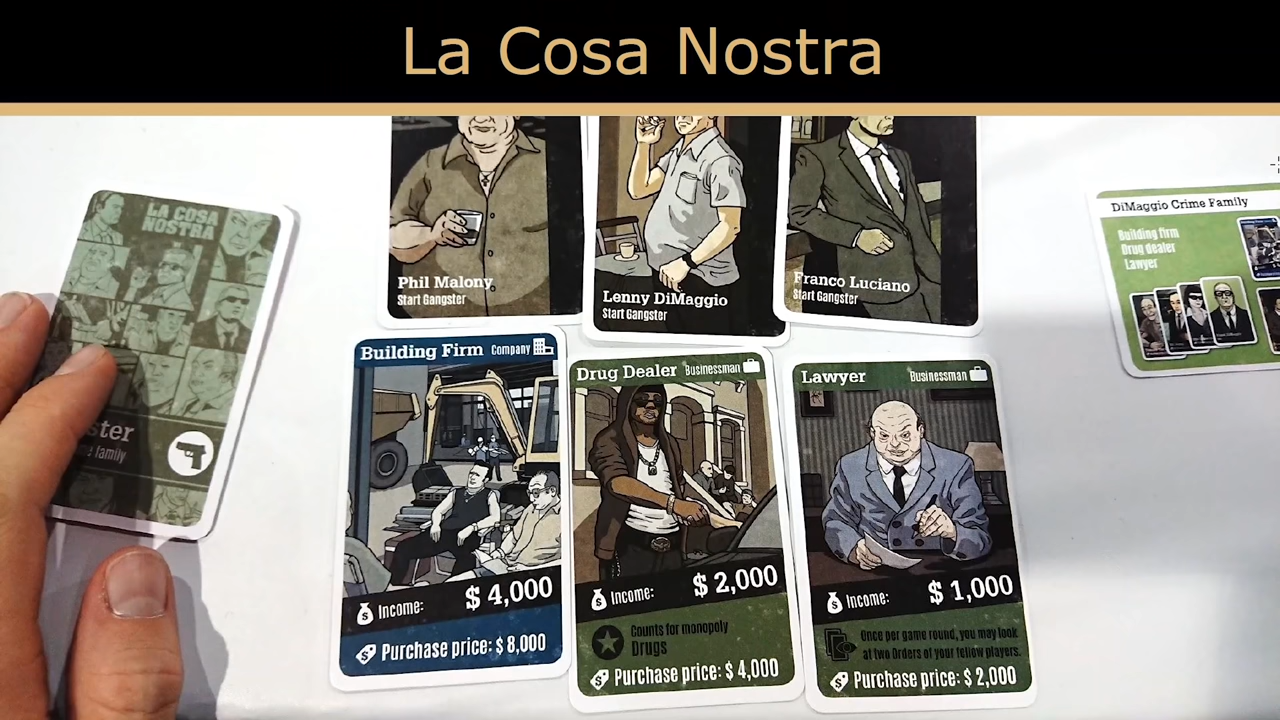 La Cosa Nostra
LA COSA
NOSTRA
Phil Malony
Start Gangster
Lenny DiMaggio
Start Gangster
Franco Luciano
Start Gangster
DiMaggio Crime Family
Building firm
Drug dealer
Lawyer
Building Firm Company
Income: $ 4,000
Purchase price: $ 8,000
Drug Dealer Businessman
Income: $ 2,000
Counts for monopoly
Drugs
Purchase price: $ 4,000
Lawyer Businessman
Income: $ 1,000
Once per game round, you may look
at two Orders of your fellow players.
Purchase price: $ 2,000
family